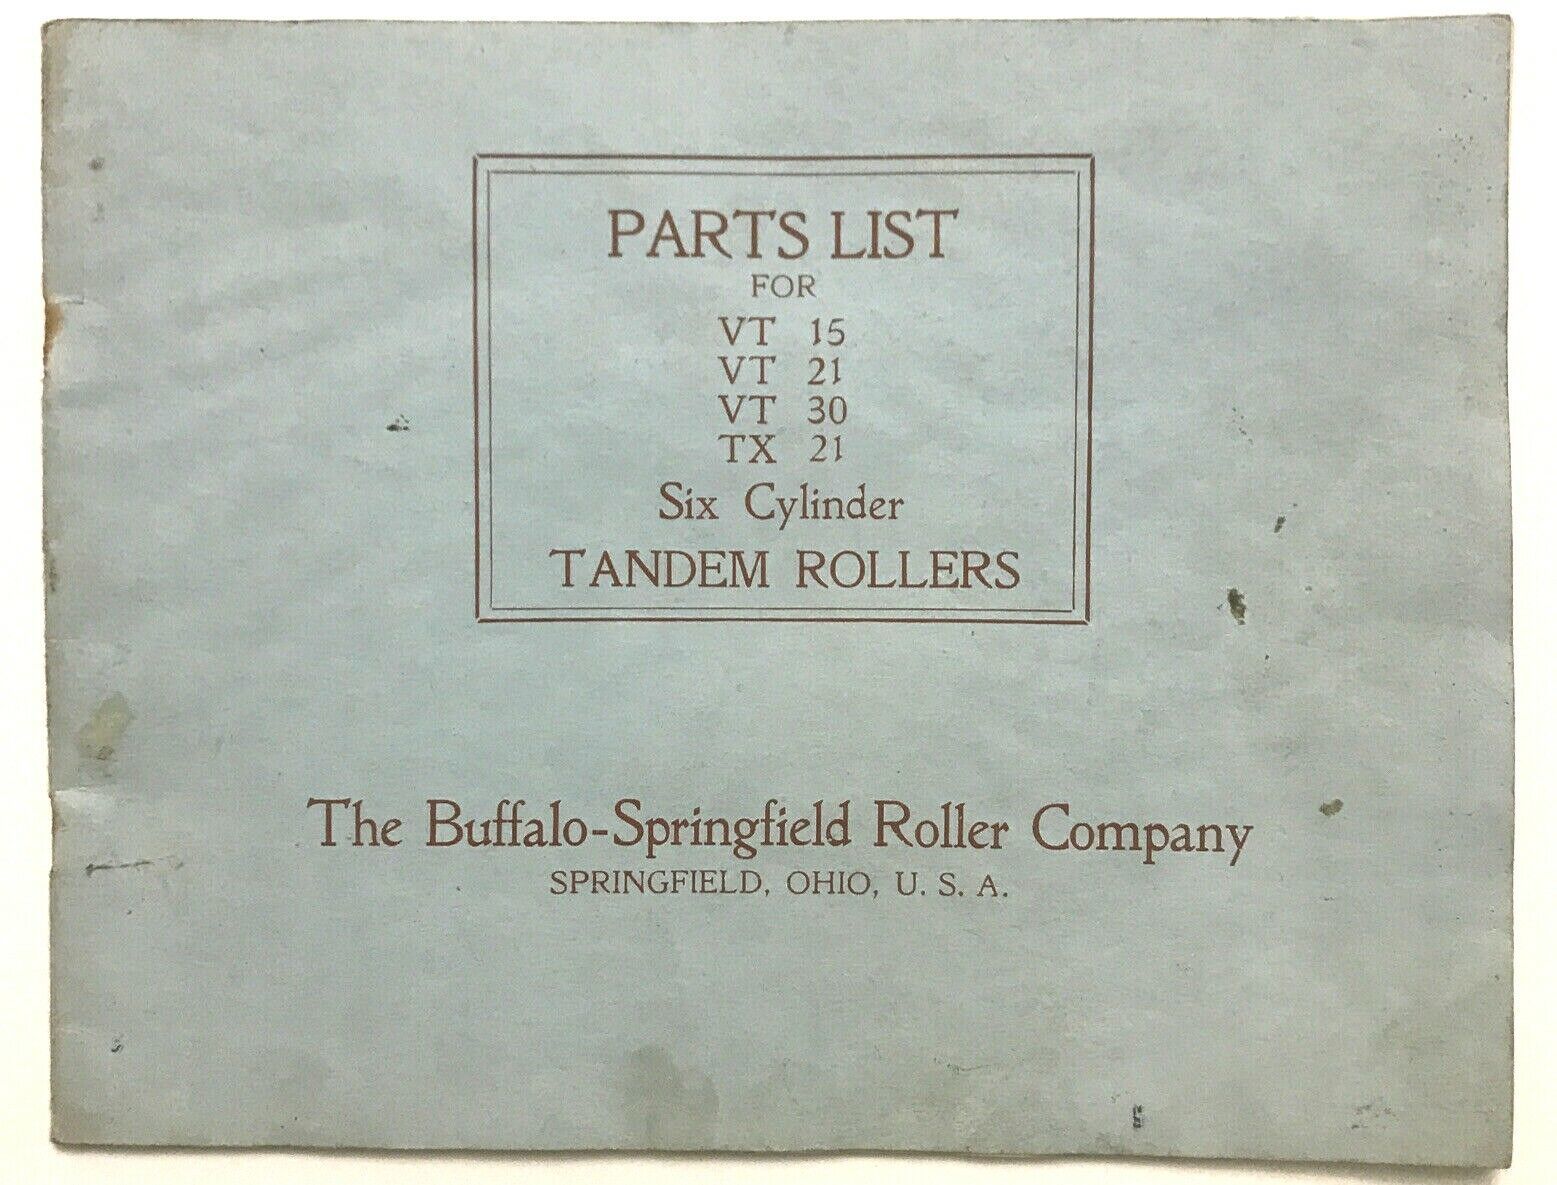 PARTS LIST
FOR
VT 15
VT 21
VT 30
TX 21
Six Cylinder
TANDEM ROLLERS
The Buffalo-Springfield Roller Company
SPRINGFIELD, OHIO, U. S. A.